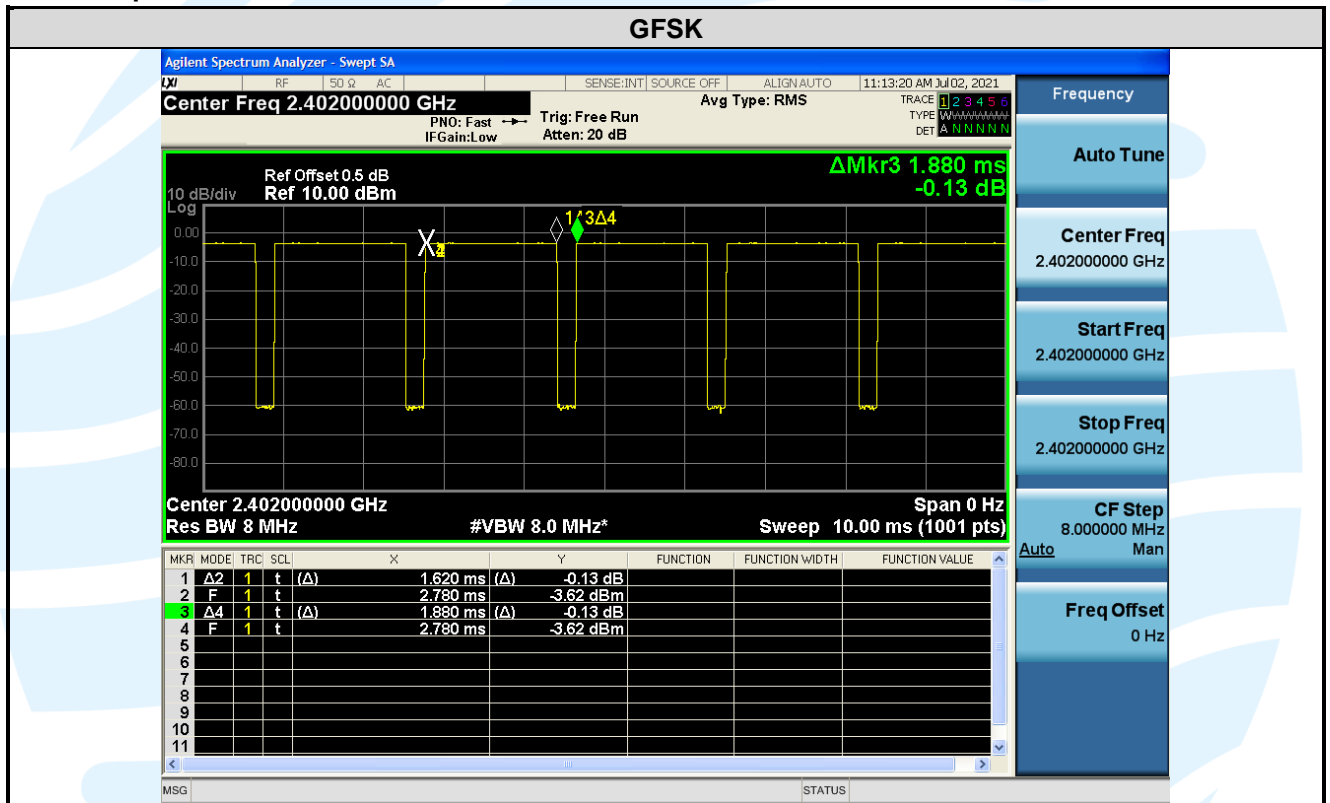 GFSK
Agilent Spectrum Analyzer - Swept SA
LXI RF 50 Ω AC SENSE:INT SOURCE OFF ALIGN AUTO 11:13:20 AM Jul 02, 2021
Center Freq 2.402000000 GHz
PNO: Fast
IFGain:Low
Trig: Free Run
Atten: 20 dB
Avg Type: RMS
TRACE 1 2 3 4 5 6
TYPE WWWWWW
DET A N N N N N
Ref Offset 0.5 dB
10 dB/div Ref 10.00 dBm
Log
ΔMkr3 1.880 ms
-0.13 dB
0.00
-10.0
-20.0
-30.0
-40.0
-50.0
-60.0
-70.0
-80.0
3Δ4
Center 2.402000000 GHz Span 0 Hz
Res BW 8 MHz #VBW 8.0 MHz* Sweep 10.00 ms (1001 pts)
MKR MODE TRC SCL X Y FUNCTION FUNCTION WIDTH FUNCTION VALUE
1 Δ2 1 t (Δ) 1.620 ms (Δ) -0.13 dB
2 F 1 t 2.780 ms -3.62 dBm
3 Δ4 1 t (Δ) 1.880 ms (Δ) -0.13 dB
4 F 1 t 2.780 ms -3.62 dBm
5
6
7
8
9
10
11
MSG STATUS
Frequency
Auto Tune
Center Freq
2.402000000 GHz
Start Freq
2.402000000 GHz
Stop Freq
2.402000000 GHz
CF Step
8.000000 MHz
Auto Man
Freq Offset
0 Hz